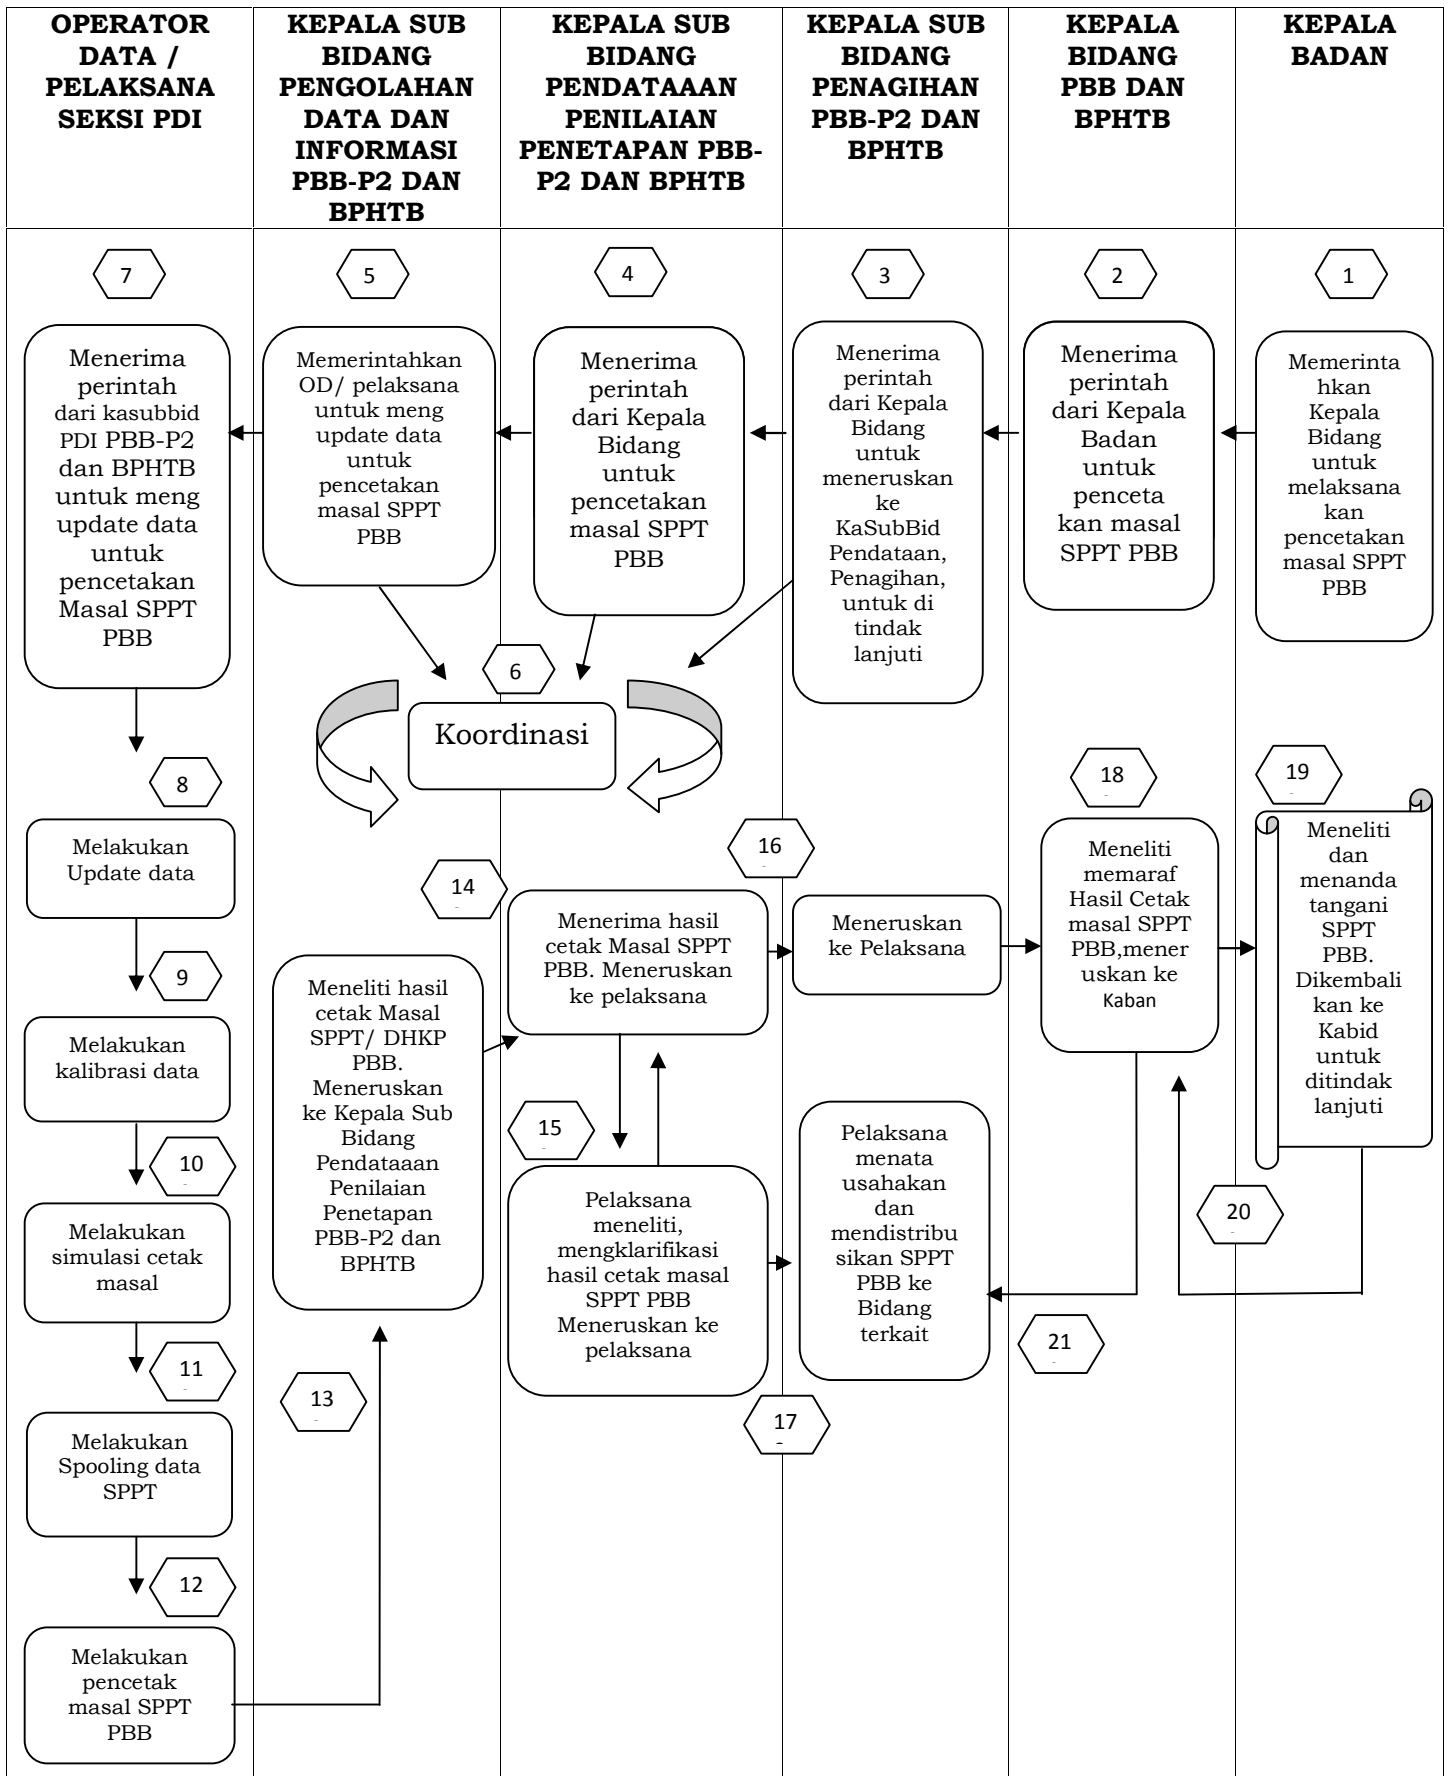 OPERATOR
DATA /
PELAKSANA
SEKSI PDI
KEPALA SUB
BIDANG
PENGOLAHAN
DATA DAN
INFORMASI
PBB-P2 DAN
BPHTB
KEPALA SUB
BIDANG
PENDATAAAN
PENILAIAN
PENETAPAN PBB-
P2 DAN BPHTB
KEPALA SUB
BIDANG
PENAGIHAN
PBB-P2 DAN
BPHTB
KEPALA
BIDANG
PBB DAN
BPHTB
KEPALA
BADAN
7
5
4
3
2
1
Menerima
perintah
dari kasubbid
PDI PBB-P2
dan BPHTB
untuk meng
update data
untuk
pencetakan
Masal SPPT
PBB
Memerintahkan
OD/ pelaksana
untuk meng
update data
untuk
pencetakan
masal SPPT
PBB
Menerima
perintah
dari Kepala
Bidang
untuk
pencetakan
masal SPPT
PBB
Menerima
perintah
dari Kepala
Bidang
untuk
meneruskan
ke
KaSubBid
Pendataan,
Penagihan,
untuk di
tindak
lanjuti
Menerima
perintah
dari Kepala
Badan
untuk
penceta
kan masal
SPPT PBB
Memerinta
hkan
Kepala
Bidang
untuk
melaksana
kan
pencetakan
masal SPPT
PBB
6
Koordinasi
8
Melakukan
Update data
9
Melakukan
kalibrasi data
10
Melakukan
simulasi cetak
masal
11
Melakukan
Spooling data
SPPT
12
Melakukan
pencetak
masal SPPT
PBB
13
Meneliti hasil
cetak Masal
SPPT/ DHKP
PBB.
Meneruskan
ke Kepala Sub
Bidang
Pendataaan
Penilaian
Penetapan
PBB-P2 dan
BPHTB
14
Menerima hasil
cetak Masal SPPT
PBB. Meneruskan
ke pelaksana
15
Pelaksana
meneliti,
mengklarifikasi
hasil cetak masal
SPPT PBB
Meneruskan ke
pelaksana
16
Meneruskan
ke Pelaksana
17
Pelaksana
menata
usahakan
dan
mendistribu
sikan SPPT
PBB ke
Bidang
terkait
18
Meneliti
memaraf
Hasil Cetak
masal SPPT
PBB,mener
uskan ke
Kaban
19
Meneliti
dan
menanda
tangani
SPPT
PBB.
Dikembali
kan ke
Kabid
untuk
ditindak
lanjuti
20
21